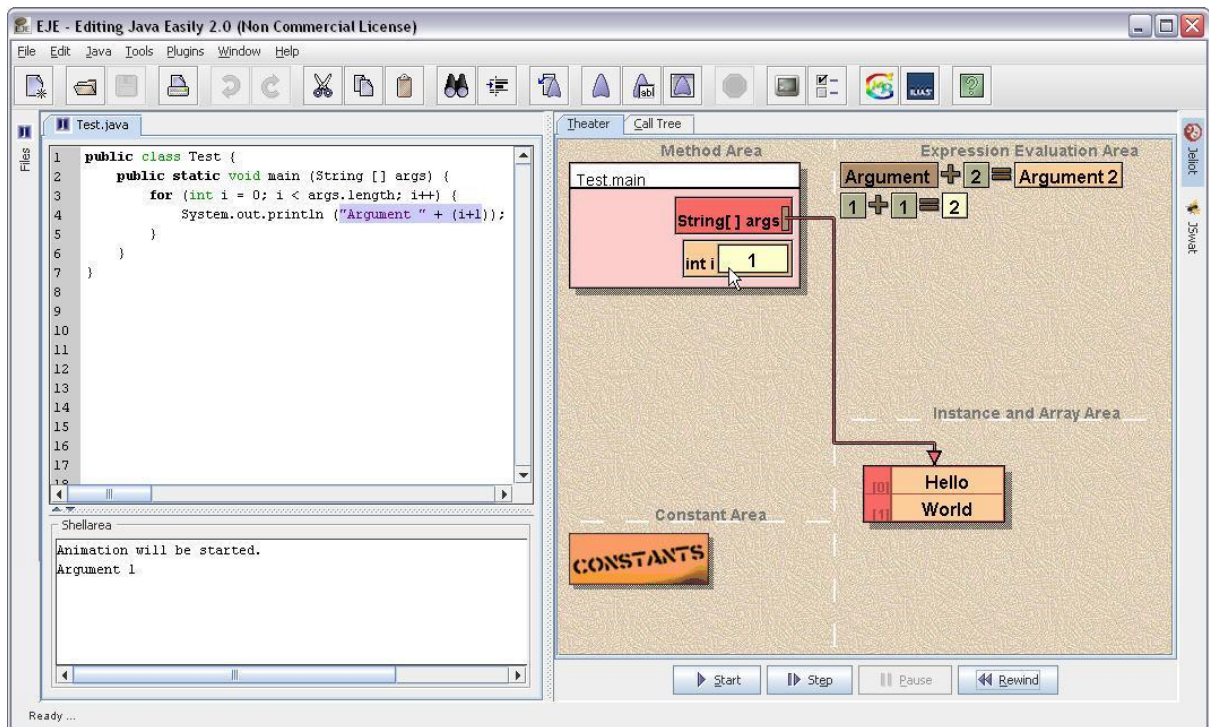 EJE - Editing Java Easily 2.0 (Non Commercial License)
File Edit Java Tools Plugins Window Help
abl
ILIAS
Files
Test.java
1 public class Test {
2 public static void main (String [] args) {
3 for (int i = 0; i < args.length; i++) {
4 System.out.println ("Argument " + (i+1));
5 }
6 }
7 }
8
9
10
11
12
13
14
15
16
17
18
Shellarea
Animation will be started.
Argument 1
Theater Call Tree
Method Area
Test.main
String[ ] args
int i 1
Expression Evaluation Area
Argument + 2 = Argument 2
1 + 1 = 2
Instance and Array Area
[0] Hello
[1] World
Constant Area
CONSTANTS
Start Step Pause Rewind
Jeliot
JSwat
Ready ...